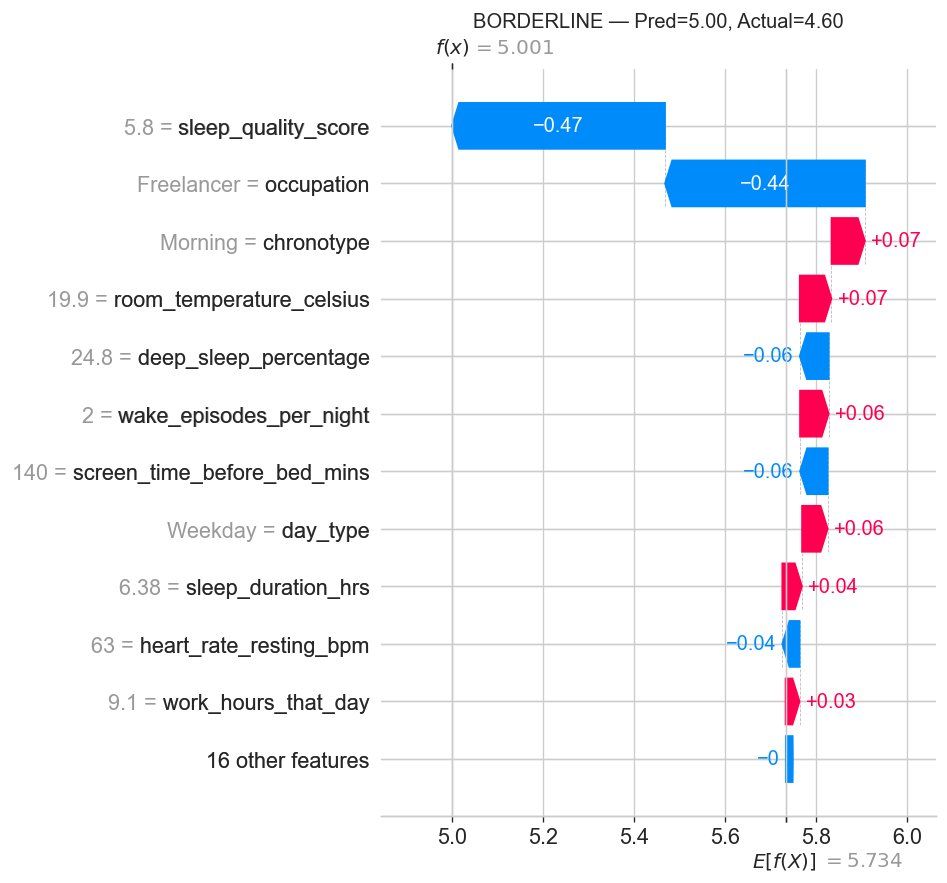 BORDERLINE — Pred=5.00, Actual=4.60
f(x) = 5.001
5.8 = sleep_quality_score −0.47
Freelancer = occupation −0.44
Morning = chronotype +0.07
19.9 = room_temperature_celsius +0.07
24.8 = deep_sleep_percentage −0.06
2 = wake_episodes_per_night +0.06
140 = screen_time_before_bed_mins −0.06
Weekday = day_type +0.06
6.38 = sleep_duration_hrs +0.04
63 = heart_rate_resting_bpm −0.04
9.1 = work_hours_that_day +0.03
16 other features −0
5.0 5.2 5.4 5.6 5.8 6.0
E[f(X)] = 5.734